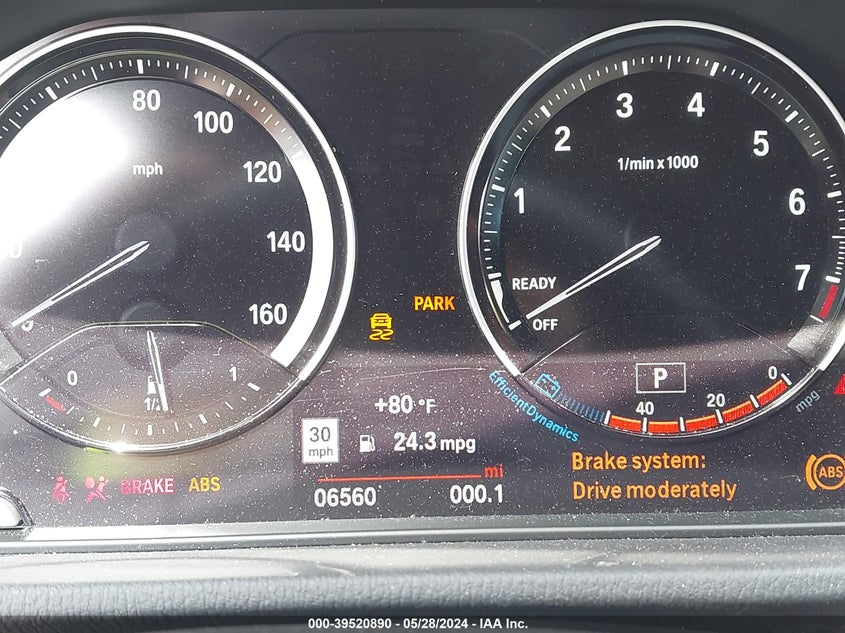 80
100
120
140
160
mph
0
0
1/2
1
1
2
3
4
5
6
7
1/min x 1000
READY
OFF
PARK
P
+80 °F
30
mph
24.3 mpg
mi
06560
000.1
EfficientDynamics
40
20
0
mpg
Brake system:
Drive moderately
ABS
BRAKE
ABS
000-39520890 - 05/28/2024 - IAA Inc.